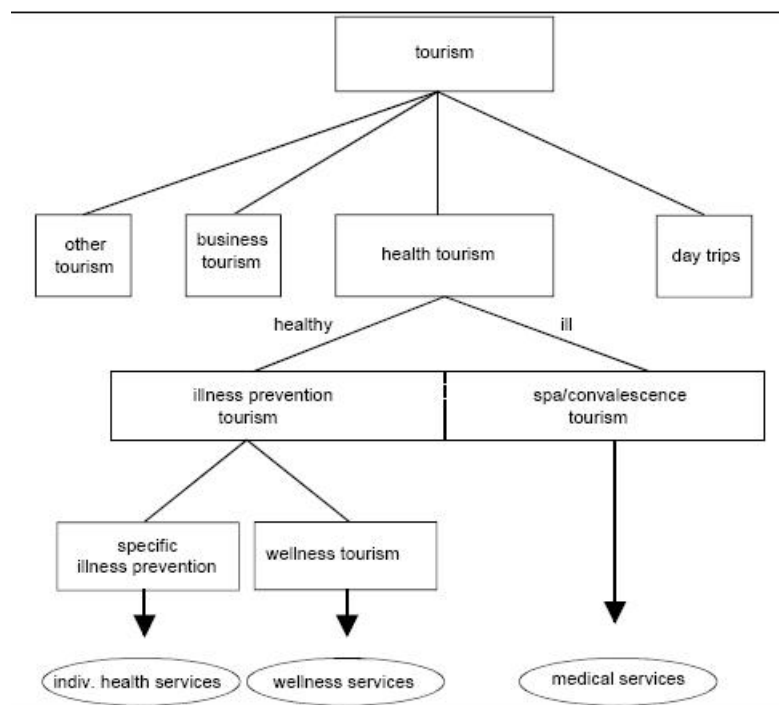 tourism
other
tourism
business
tourism
health tourism
day trips
healthy
ill
illness prevention
tourism
spa/convalescence
tourism
specific
illness prevention
wellness tourism
indiv. health services
wellness services
medical services